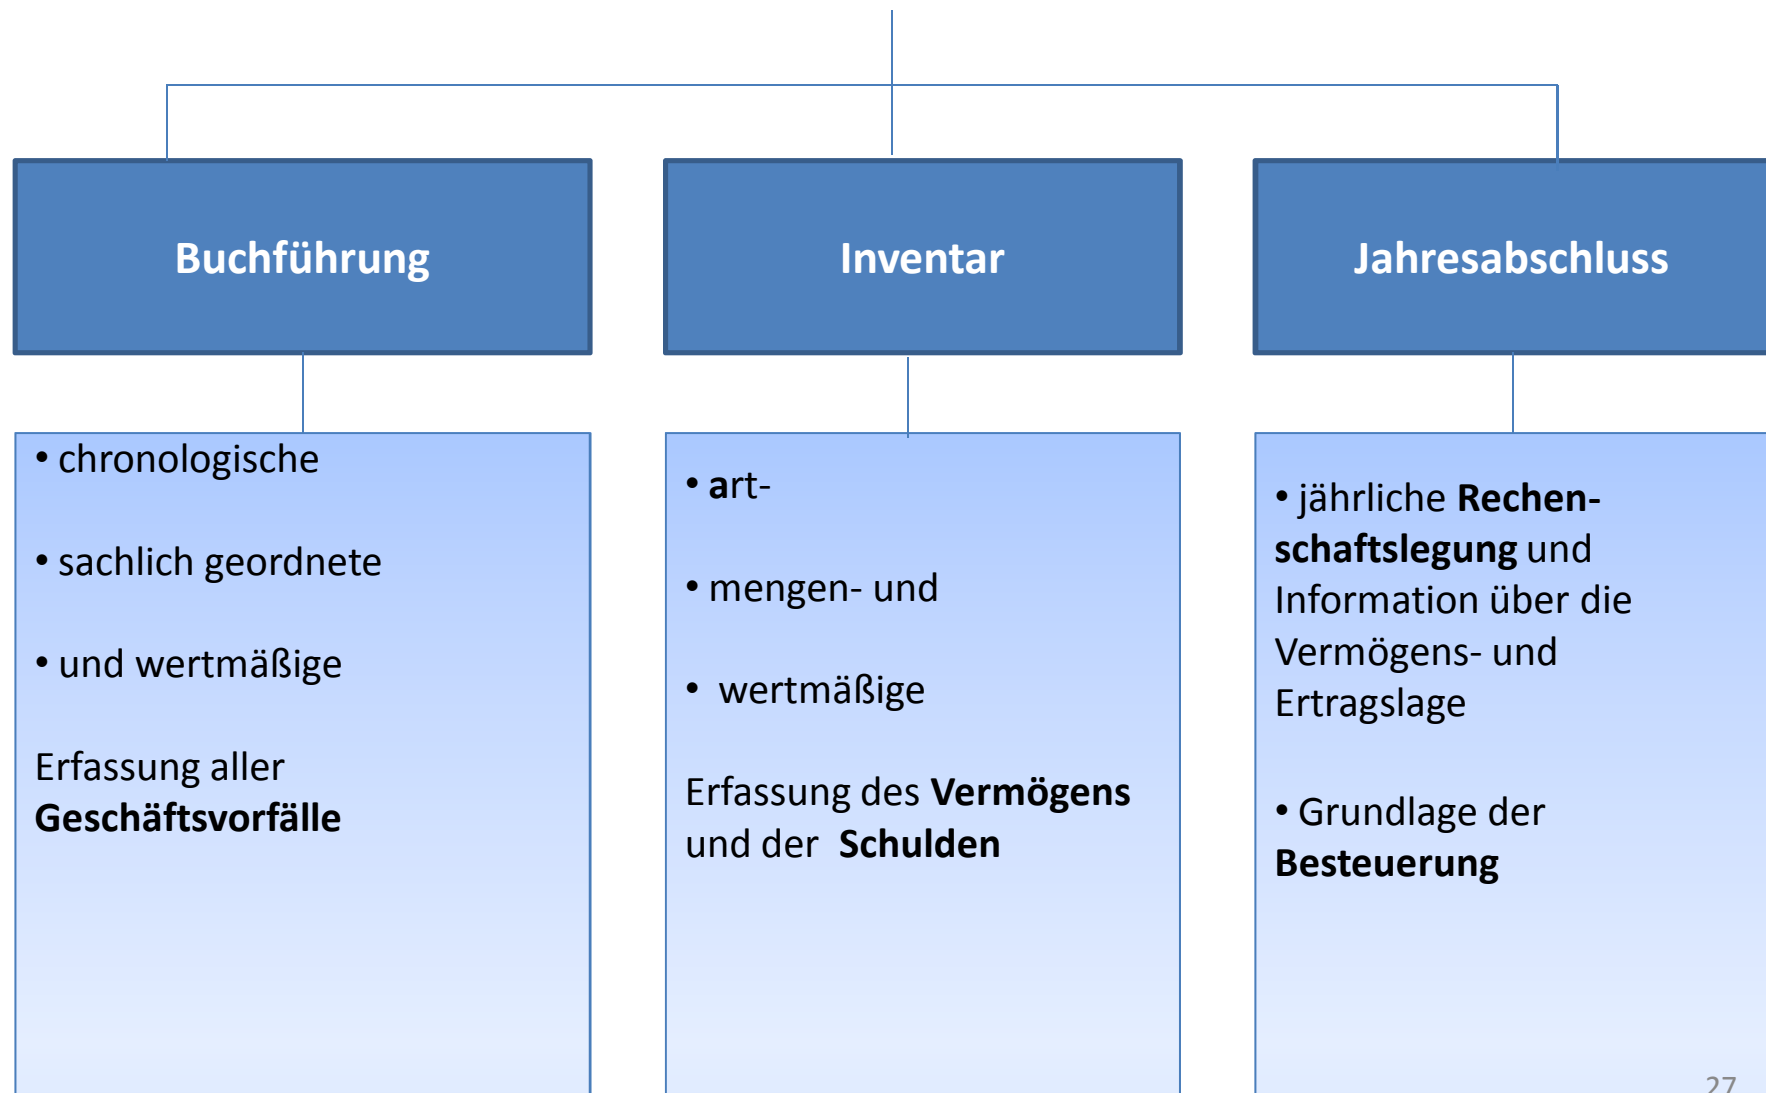 Buchführung
Inventar
Jahresabschluss
• chronologische
• sachlich geordnete
• und wertmäßige
Erfassung aller
Geschäftsvorfälle
• art-
• mengen- und
• wertmäßige
Erfassung des Vermögens
und der Schulden
• jährliche Rechen-
schaftslegung und
Information über die
Vermögens- und
Ertragslage
• Grundlage der
Besteuerung
27